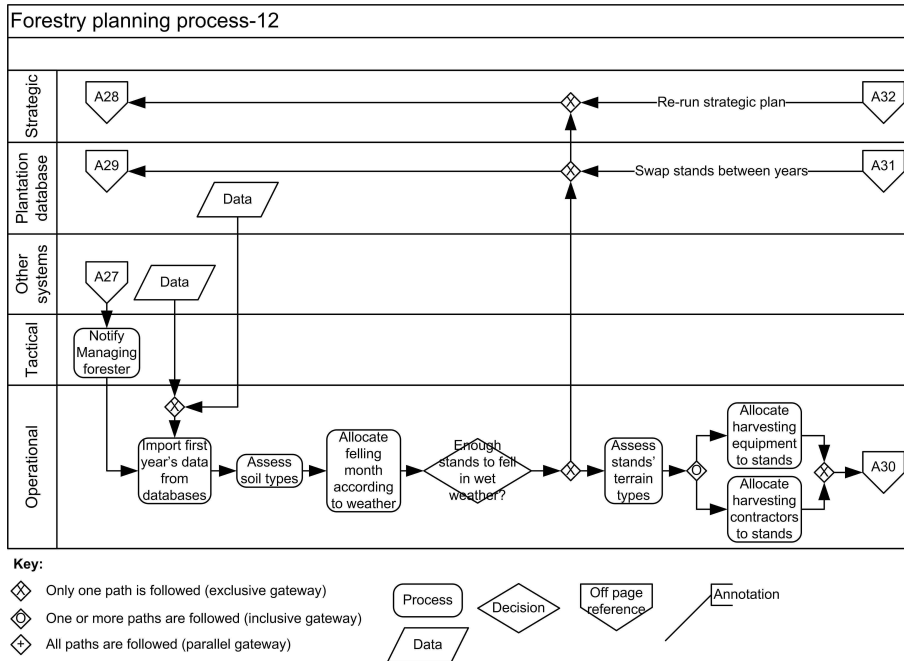 Forestry planning process-12
Strategic
A28
X
Re-run strategic plan
A32
Plantation
database
A29
X
Swap stands between years
A31
Data
Other
systems
A27
Data
Tactical
Notify
Managing
forester
Operational
X
Import first
year's data
from
databases
Assess
soil types
Allocate
felling
month
according
to weather
Enough
stands to fell
in wet
weather?
X
Assess
stands'
terrain
types
O
Allocate
harvesting
equipment
to stands
Allocate
harvesting
contractors
to stands
X
A30
Key:
X Only one path is followed (exclusive gateway)
O One or more paths are followed (inclusive gateway)
+ All paths are followed (parallel gateway)
Process
Data
Decision
Off page
reference
Annotation